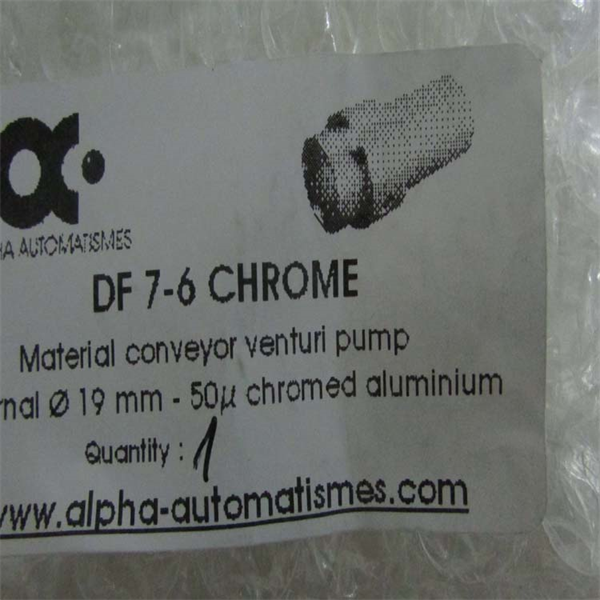 HA AUTOMATISMES
DF 7-6 CHROME
Material conveyor venturi pump
rnal Ø 19 mm - 50µ chromed aluminium
Quantity : 1
www.alpha-automatismes.com